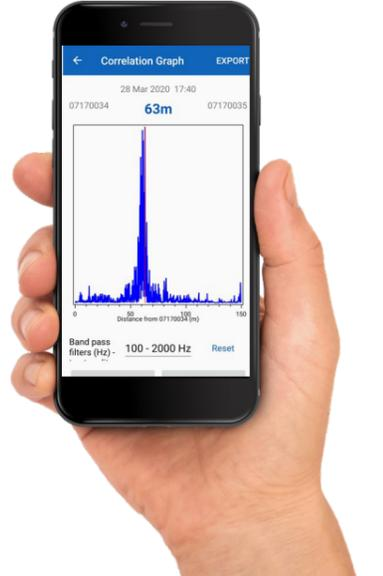 ← Correlation Graph EXPORT
28 Mar 2020 17:40
07170034 63m 07170035
0 50 100 150
Distance from 07170034 (m)
Band pass
filters (Hz) - 100 - 2000 Hz Reset